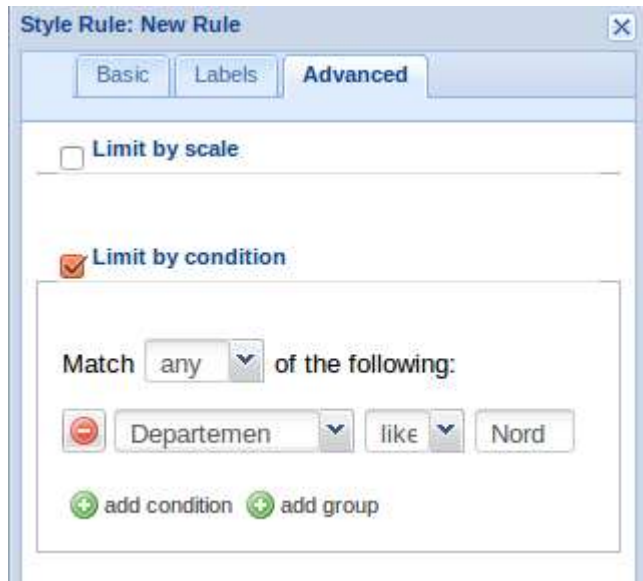 Style Rule: New Rule
Basic Labels Advanced
Limit by scale
Limit by condition
Match any of the following:
Departemen like Nord
add condition add group